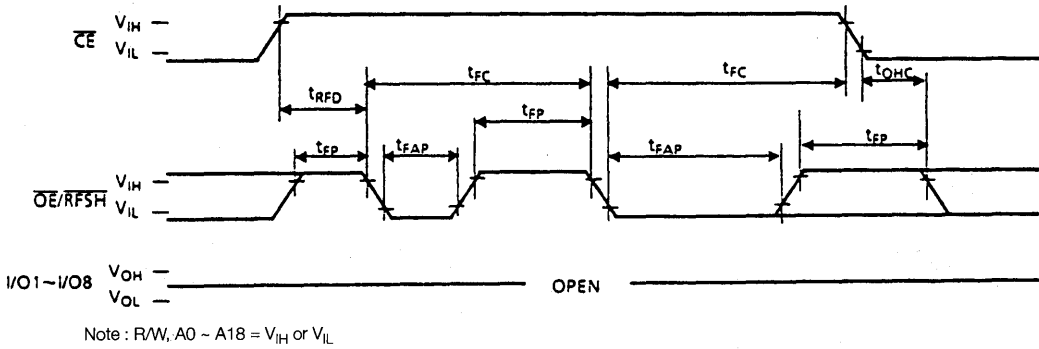 V_IH
CE
V_IL
t_FC t_FC t_OHC
t_RFD
t_FP
t_FP t_FAP t_FAP t_FP
V_IH
OE/RFSH
V_IL
V_OH
I/O1~I/O8 OPEN
V_OL
Note : R/W, A0 ~ A18 = V_IH or V_IL